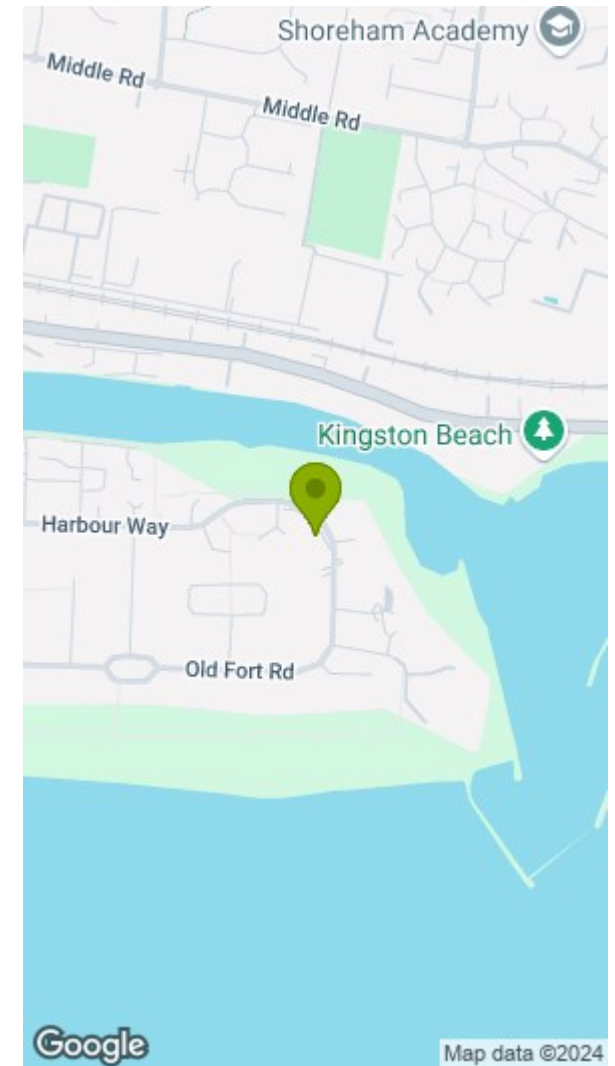 Shoreham Academy
Middle Rd
Middle Rd
Kingston Beach
Harbour Way
Old Fort Rd
Google
Map data ©2024